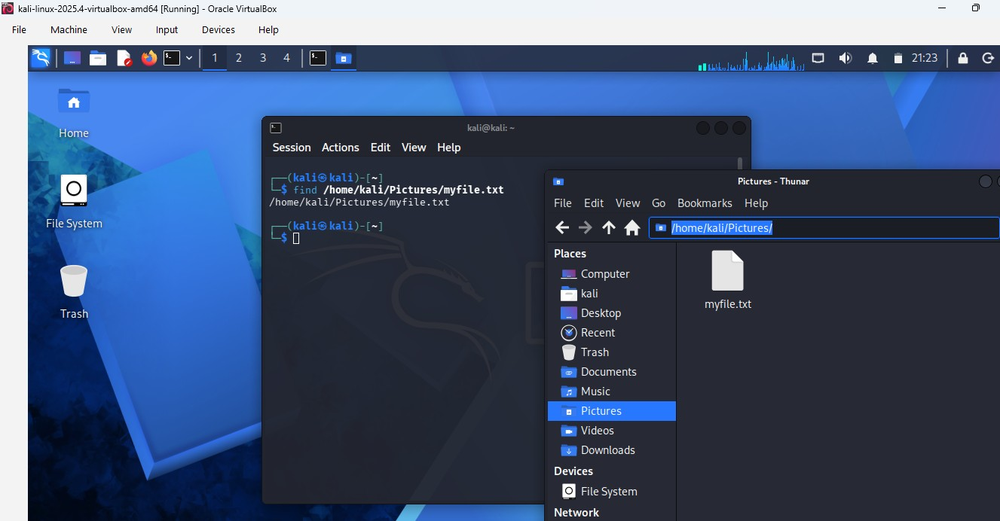 kali-linux-2025.4-virtualbox-amd64 [Running] - Oracle VirtualBox
File Machine View Input Devices Help
1 2 3 4 21:23
Home
File System
Trash
kali@kali: ~
Session Actions Edit View Help
┌──(kali㉿kali)-[~]
└─$ find /home/kali/Pictures/myfile.txt
/home/kali/Pictures/myfile.txt
┌──(kali㉿kali)-[~]
└─$
Pictures - Thunar
File Edit View Go Bookmarks Help
/home/kali/Pictures/
Places
Computer
kali
Desktop
Recent
Trash
Documents
Music
Pictures
Videos
Downloads
Devices
File System
Network
myfile.txt